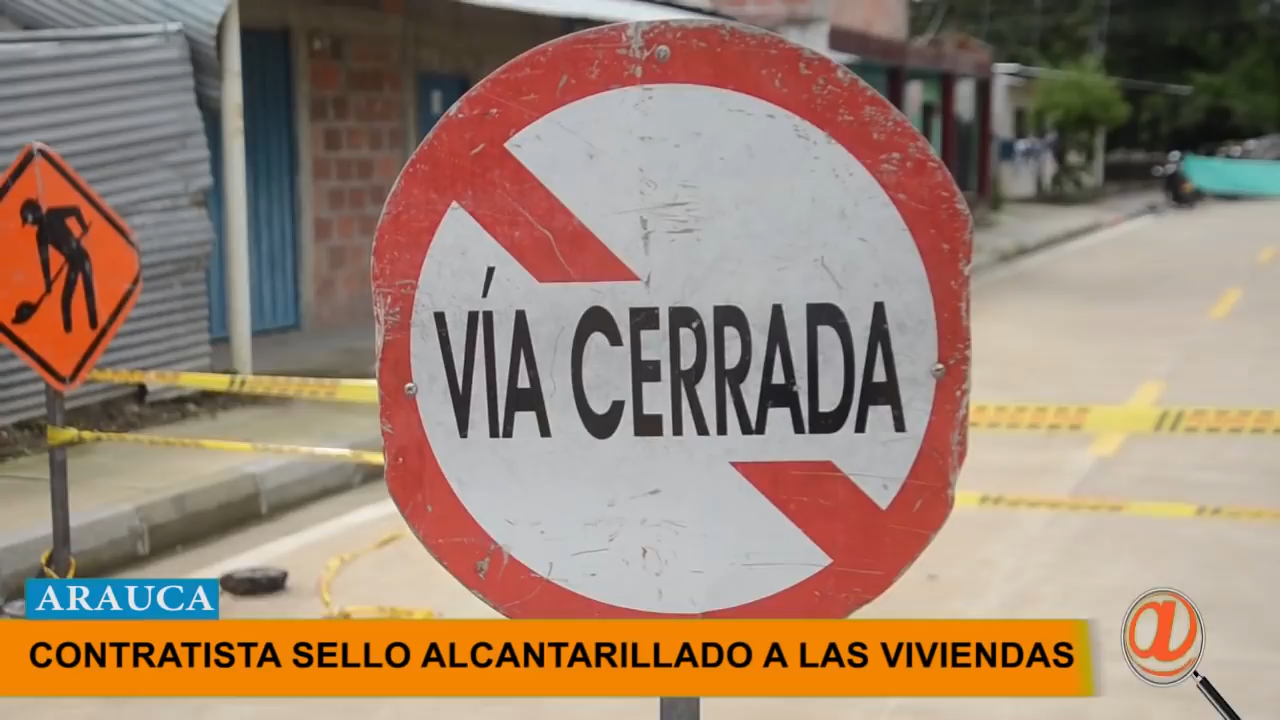 VÍA CERRADA
ARAUCA
CONTRATISTA SELLO ALCANTARILLADO A LAS VIVIENDAS
@